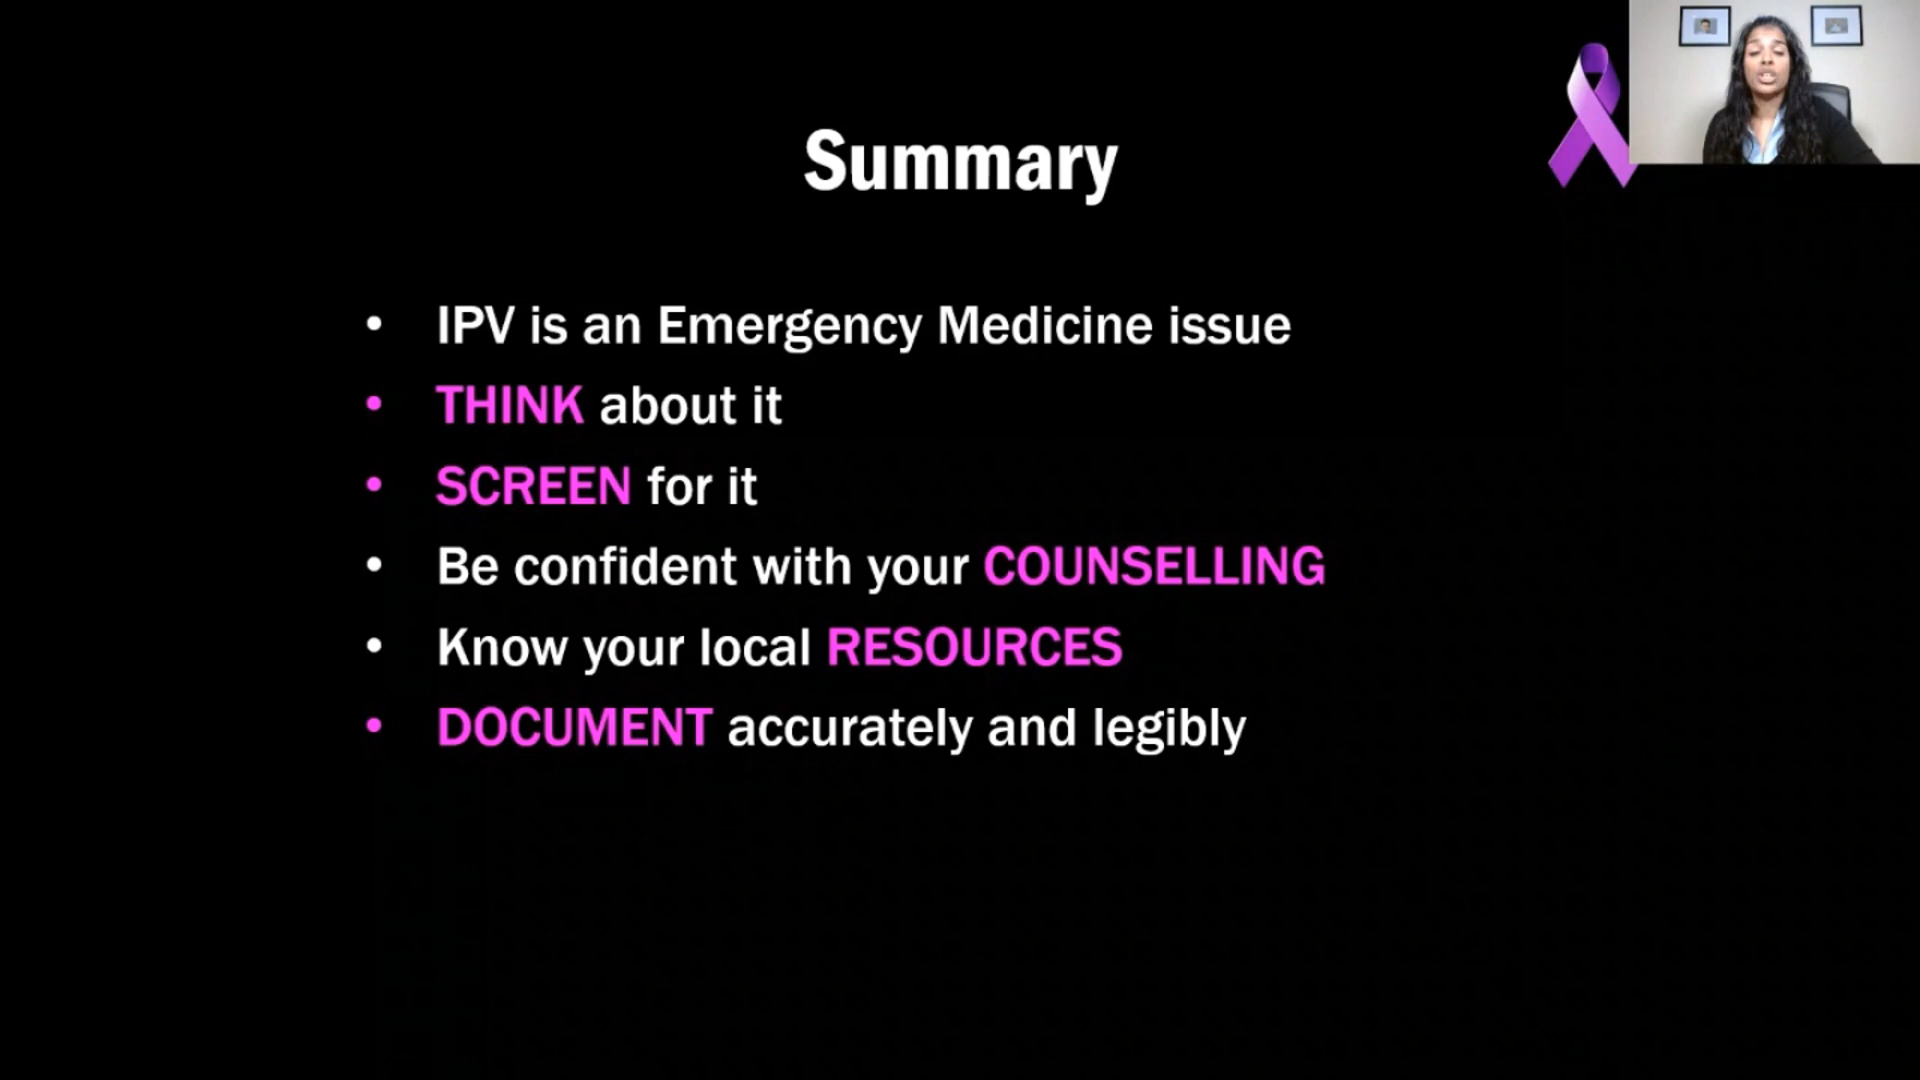 Summary
• IPV is an Emergency Medicine issue
• THINK about it
• SCREEN for it
• Be confident with your COUNSELLING
• Know your local RESOURCES
• DOCUMENT accurately and legibly